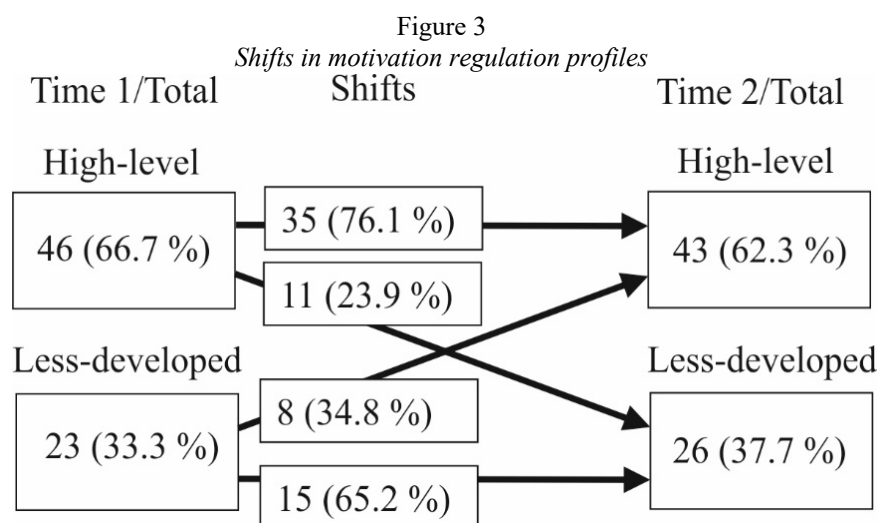 Figure 3
Shifts in motivation regulation profiles
Time 1/Total Shifts Time 2/Total
High-level High-level
35 (76.1 %)
46 (66.7 %) 43 (62.3 %)
11 (23.9 %)
Less-developed Less-developed
8 (34.8 %)
23 (33.3 %) 26 (37.7 %)
15 (65.2 %)